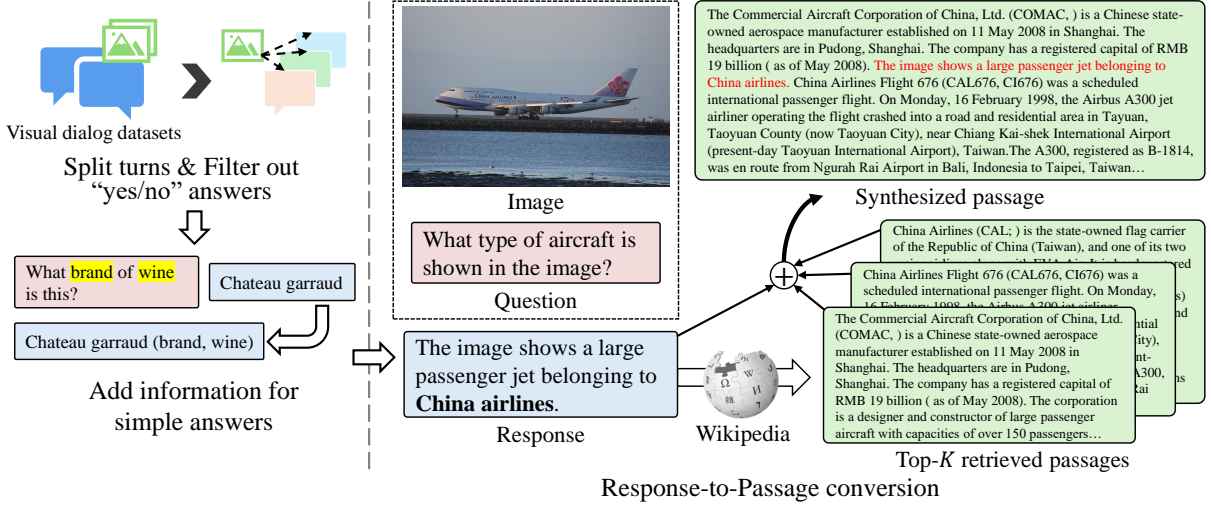 Visual dialog datasets
Split turns & Filter out
“yes/no” answers
What brand of wine
is this?
Chateau garraud
Chateau garraud (brand, wine)
Add information for
simple answers
CHINA AIRLINES
Image
What type of aircraft is
shown in the image?
Question
The image shows a large
passenger jet belonging to
China airlines.
Response
Wikipedia
The Commercial Aircraft Corporation of China, Ltd. (COMAC, ) is a Chinese state-
owned aerospace manufacturer established on 11 May 2008 in Shanghai. The
headquarters are in Pudong, Shanghai. The company has a registered capital of RMB
19 billion ( as of May 2008). The image shows a large passenger jet belonging to
China airlines. China Airlines Flight 676 (CAL676, CI676) was a scheduled
international passenger flight. On Monday, 16 February 1998, the Airbus A300 jet
airliner operating the flight crashed into a road and residential area in Tayuan,
Taoyuan County (now Taoyuan City), near Chiang Kai-shek International Airport
(present-day Taoyuan International Airport), Taiwan.The A300, registered as B-1814,
was en route from Ngurah Rai Airport in Bali, Indonesia to Taipei, Taiwan…
Synthesized passage
China Airlines (CAL; ) is the state-owned flag carrier
of the Republic of China (Taiwan), and one of its two
China Airlines Flight 676 (CAL676, CI676) was a
scheduled international passenger flight. On Monday,
16 February 1998, the Airbus A300 jet airliner
The Commercial Aircraft Corporation of China, Ltd.
(COMAC, ) is a Chinese state-owned aerospace
manufacturer established on 11 May 2008 in
Shanghai. The headquarters are in Pudong,
Shanghai. The company has a registered capital of
RMB 19 billion ( as of May 2008). The corporation
is a designer and constructor of large passenger
aircraft with capacities of over 150 passengers…
Top-K retrieved passages
Response-to-Passage conversion